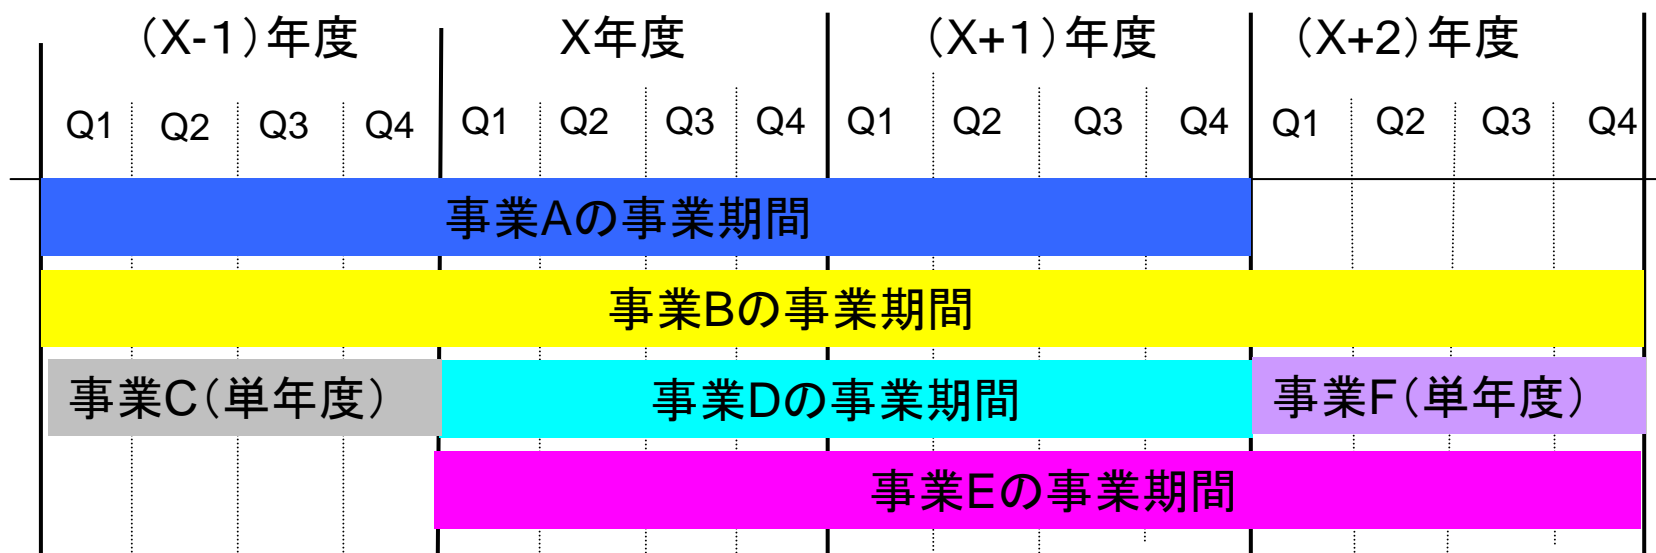 （X-１）年度 X年度 （X+１）年度 （X+２）年度
Q1 Q2 Q3 Q4 Q1 Q2 Q3 Q4 Q1 Q2 Q3 Q4 Q1 Q2 Q3 Q4
事業Aの事業期間
事業Bの事業期間
事業C（単年度） 事業Dの事業期間 事業F（単年度）
事業Eの事業期間